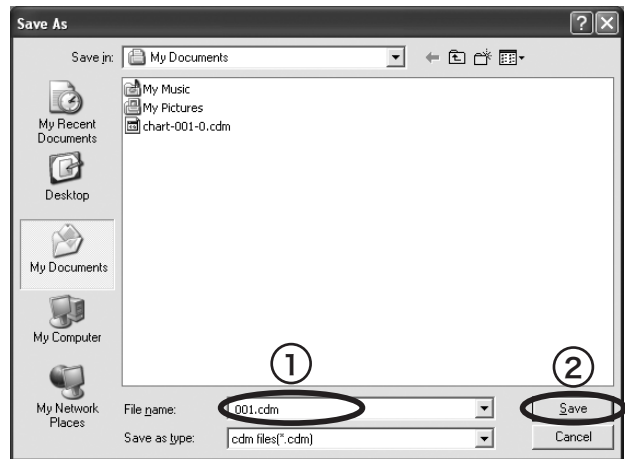 Save As
Save in:
My Documents
My Recent
Documents
Desktop
My Documents
My Computer
My Network
Places
My Music
My Pictures
chart-001-0.cdm
①
②
File name:
001.cdm
Save
Save as type:
cdm files(*.cdm)
Cancel